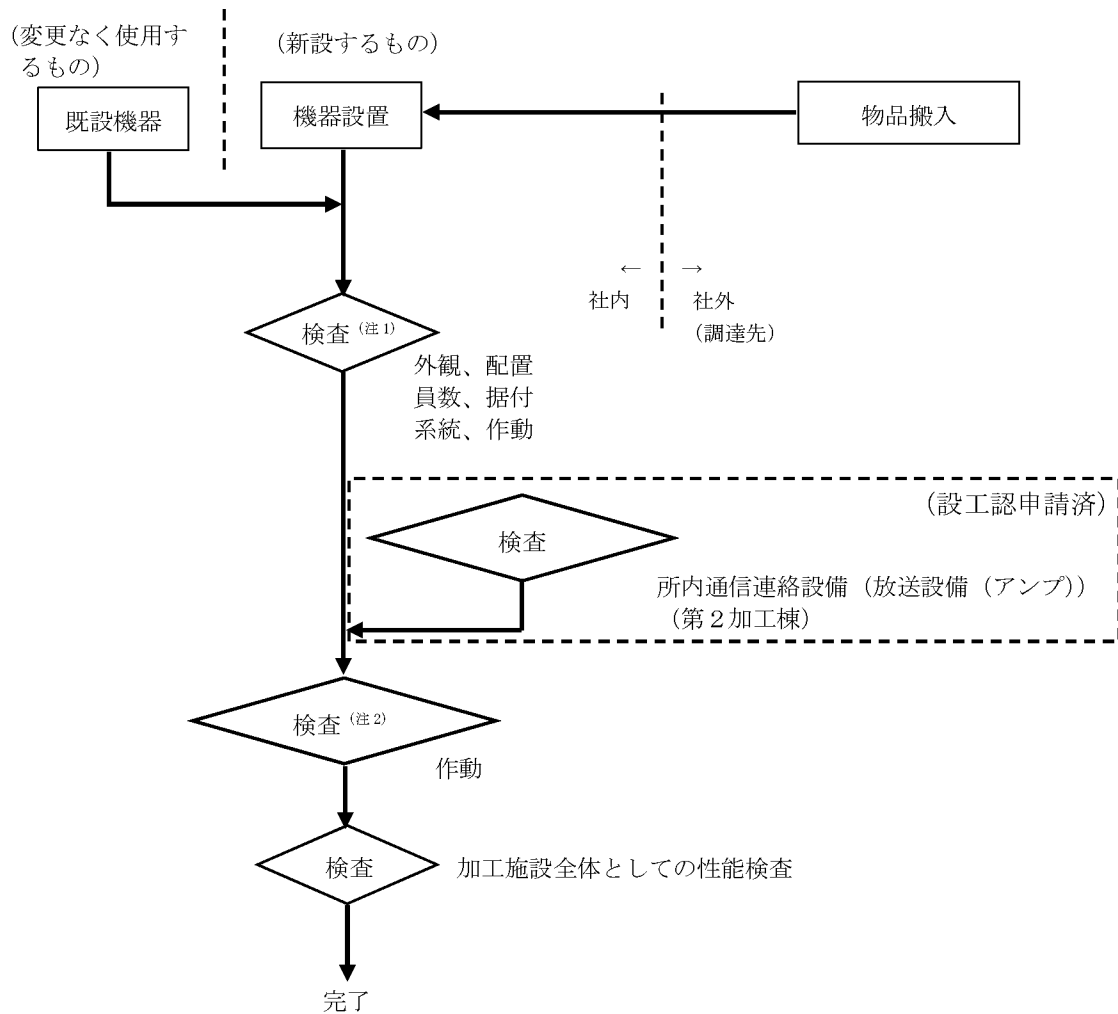 (変更なく使用す
るもの)
(新設するもの)
既設機器
機器設置
物品搬入
← →
社内 社外
(調達先)
検査(注1)
外観、配置
員数、据付
系統、作動
(設工認申請済)
検査
所内通信連絡設備(放送設備(アンプ))
(第2加工棟)
検査(注2)
作動
検査
加工施設全体としての性能検査
完了